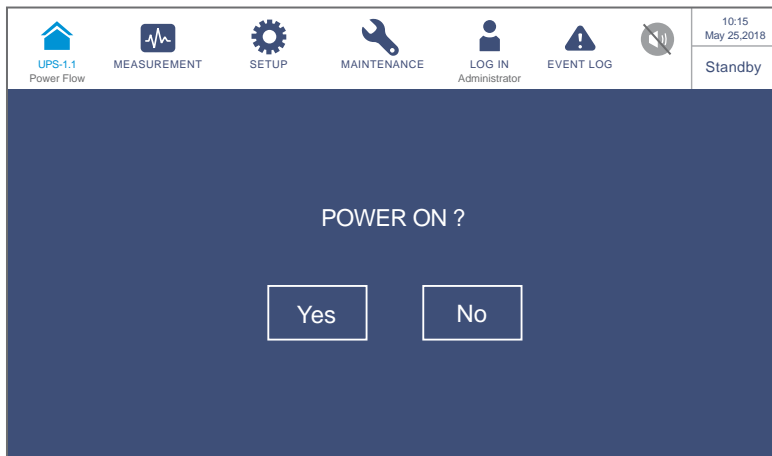 UPS-1.1
Power Flow
MEASUREMENT
SETUP
MAINTENANCE
LOG IN
Administrator
EVENT LOG
10:15
May 25,2018
Standby
POWER ON ?
Yes
No